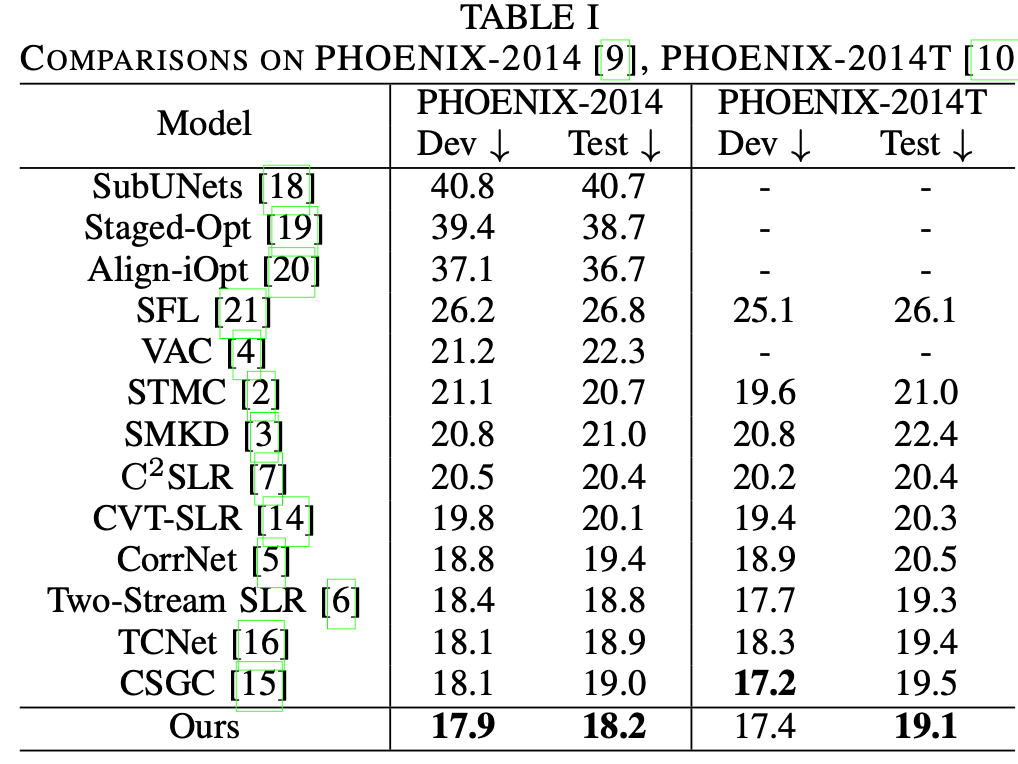 TABLE I
COMPARISONS ON PHOENIX-2014 [9], PHOENIX-2014T [10
Model PHOENIX-2014 PHOENIX-2014T
Dev ↓ Test ↓ Dev ↓ Test ↓
SubUNets [18] 40.8 40.7 - -
Staged-Opt [19] 39.4 38.7 - -
Align-iOpt [20] 37.1 36.7 - -
SFL [21] 26.2 26.8 25.1 26.1
VAC [4] 21.2 22.3 - -
STMC [2] 21.1 20.7 19.6 21.0
SMKD [3] 20.8 21.0 20.8 22.4
C²SLR [7] 20.5 20.4 20.2 20.4
CVT-SLR [14] 19.8 20.1 19.4 20.3
CorrNet [5] 18.8 19.4 18.9 20.5
Two-Stream SLR [6] 18.4 18.8 17.7 19.3
TCNet [16] 18.1 18.9 18.3 19.4
CSGC [15] 18.1 19.0 17.2 19.5
Ours 17.9 18.2 17.4 19.1